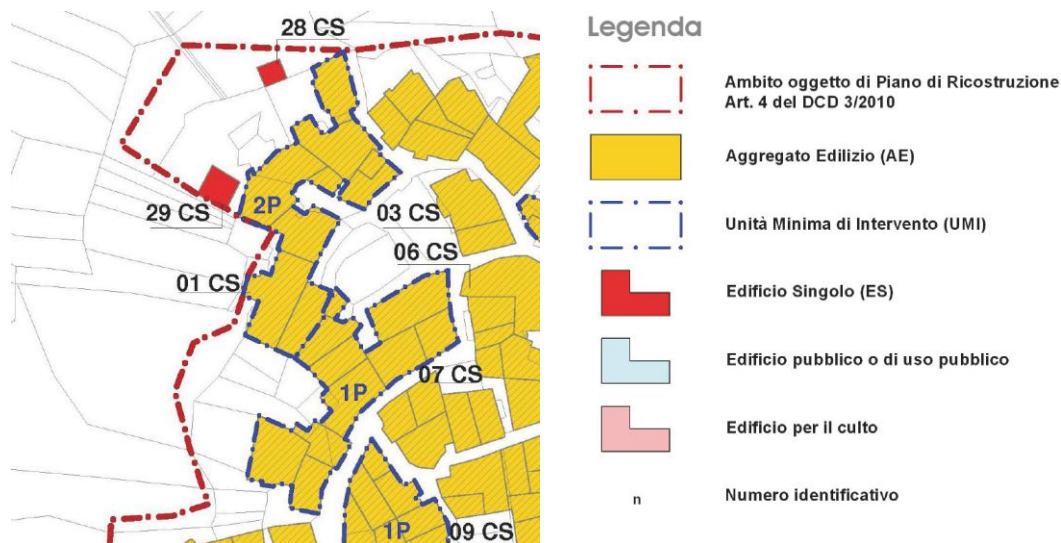 28 CS
29 CS
2P
03 CS
06 CS
01 CS
07 CS
1P
1P
09 CS
Legenda
Ambito oggetto di Piano di Ricostruzione
Art. 4 del DCD 3/2010
Aggregato Edilizio (AE)
Unità Minima di Intervento (UMI)
Edificio Singolo (ES)
Edificio pubblico o di uso pubblico
Edificio per il culto
n
Numero identificativo